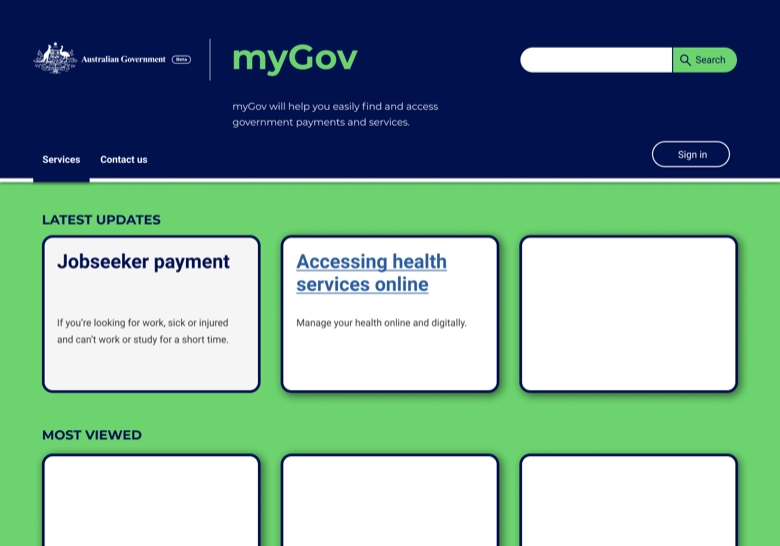 Australian Government Beta
myGov
Search
myGov will help you easily find and access
government payments and services.
Services Contact us
Sign in
LATEST UPDATES
Jobseeker payment
If you're looking for work, sick or injured
and can't work or study for a short time.
Accessing health
services online
Manage your health online and digitally.
MOST VIEWED